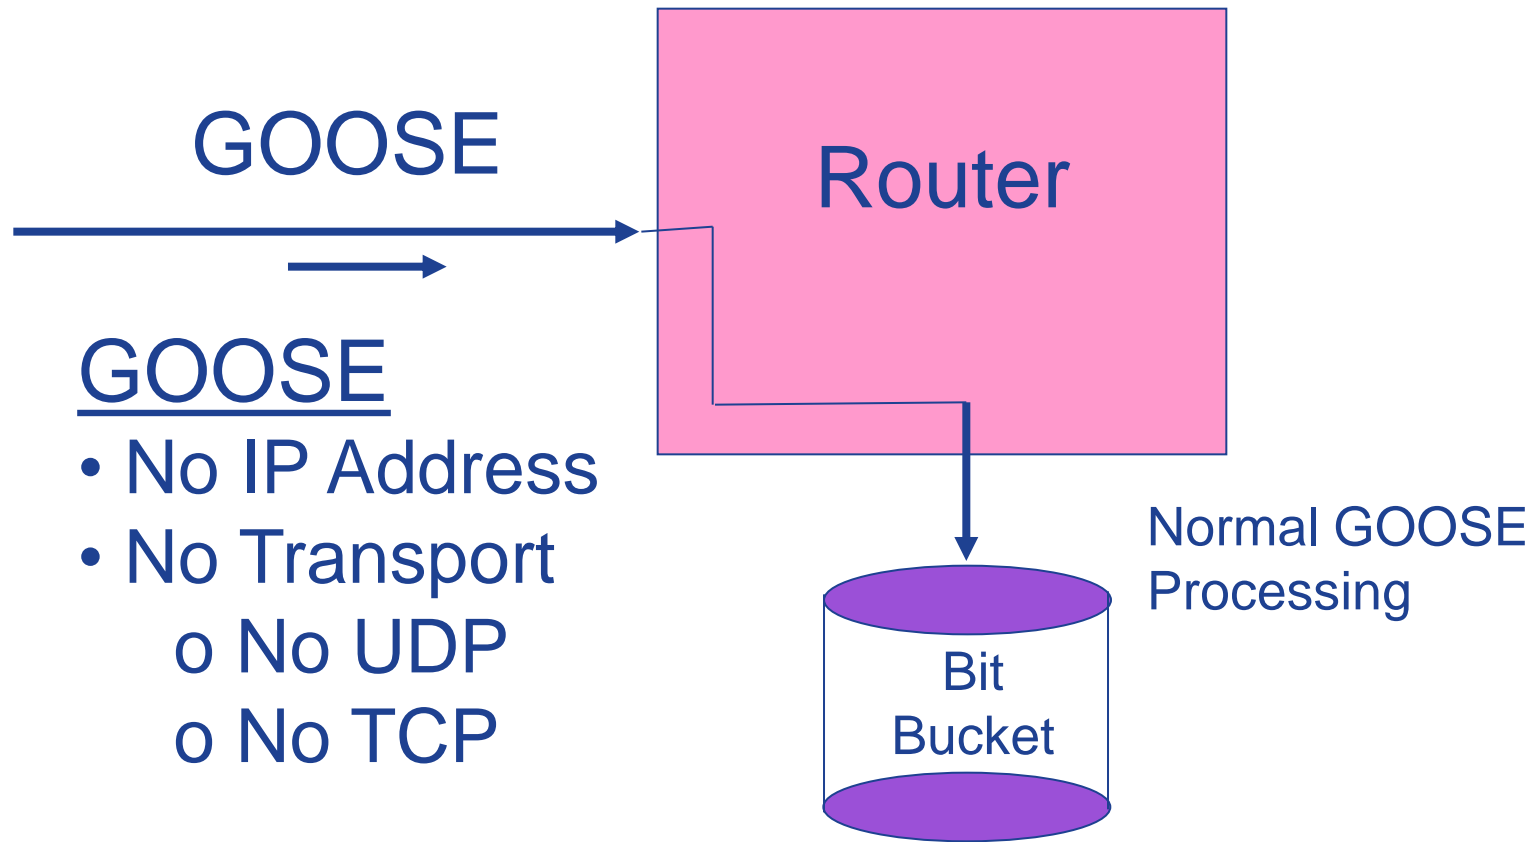 GOOSE
Router
GOOSE
• No IP Address
• No Transport
o No UDP
o No TCP
Normal GOOSE
Processing
Bit
Bucket